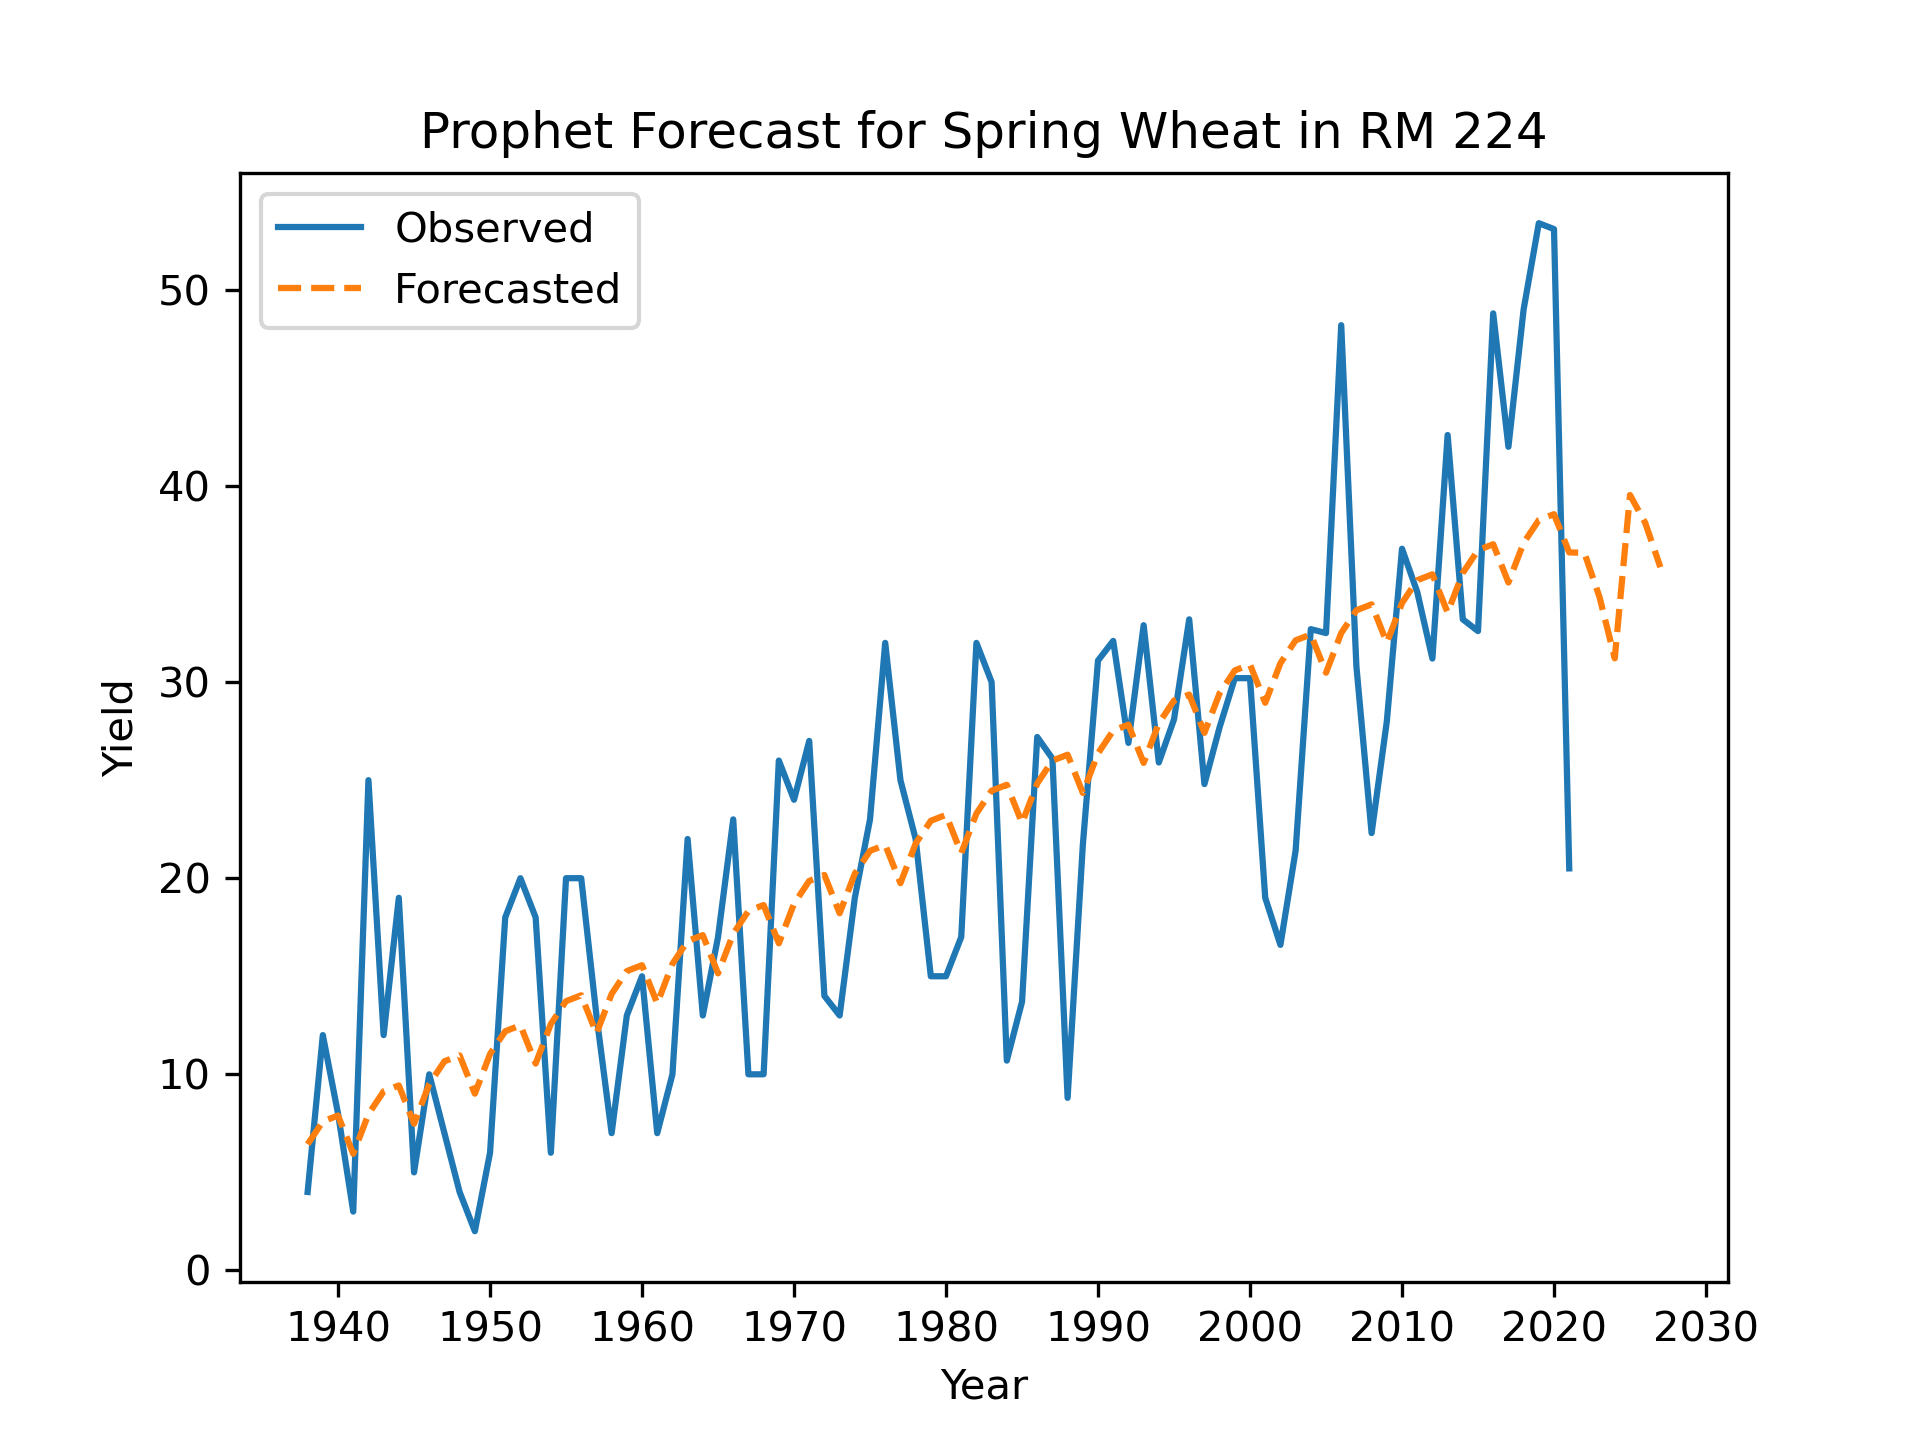 Prophet Forecast for Spring Wheat in RM 224
Observed
Forecasted
50
40
30
20
10
0
Yield
1940 1950 1960 1970 1980 1990 2000 2010 2020 2030
Year